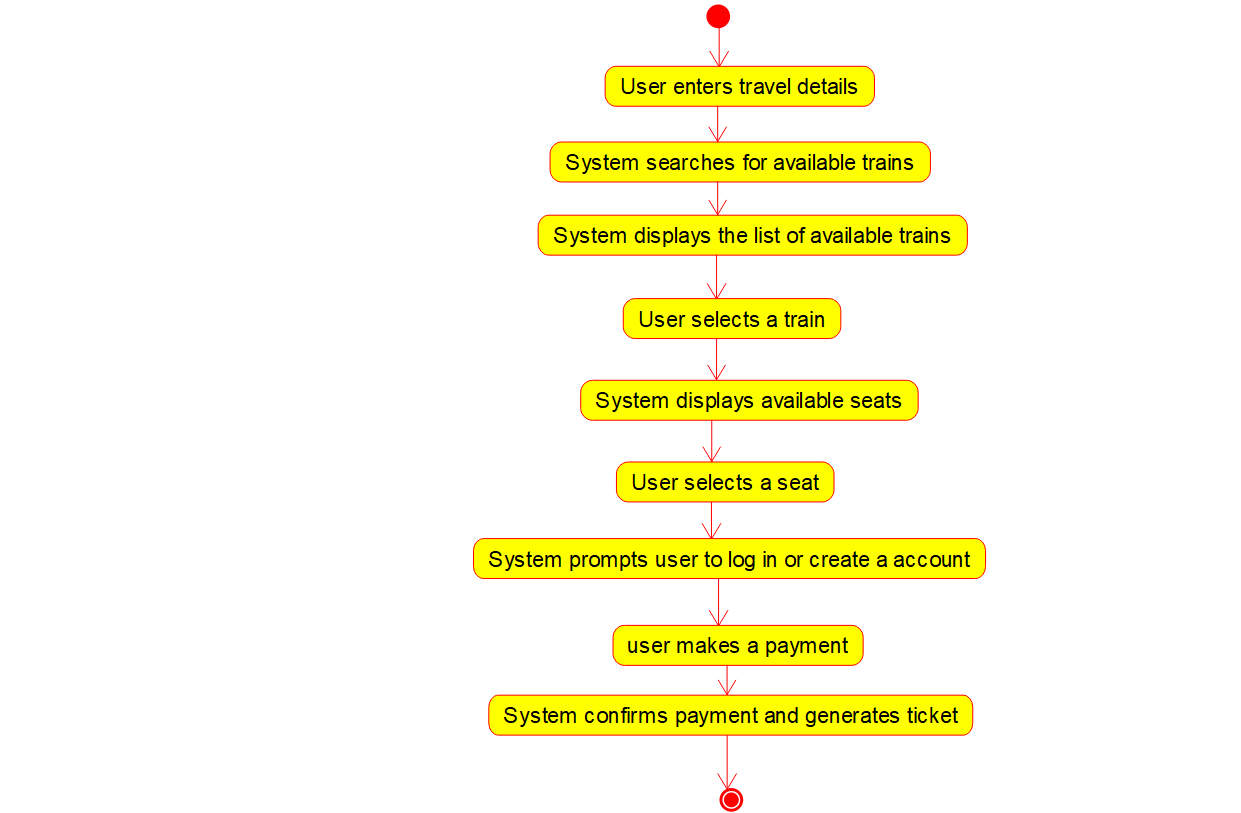 User enters travel details
System searches for available trains
System displays the list of available trains
User selects a train
System displays available seats
User selects a seat
System prompts user to log in or create a account
user makes a payment
System confirms payment and generates ticket